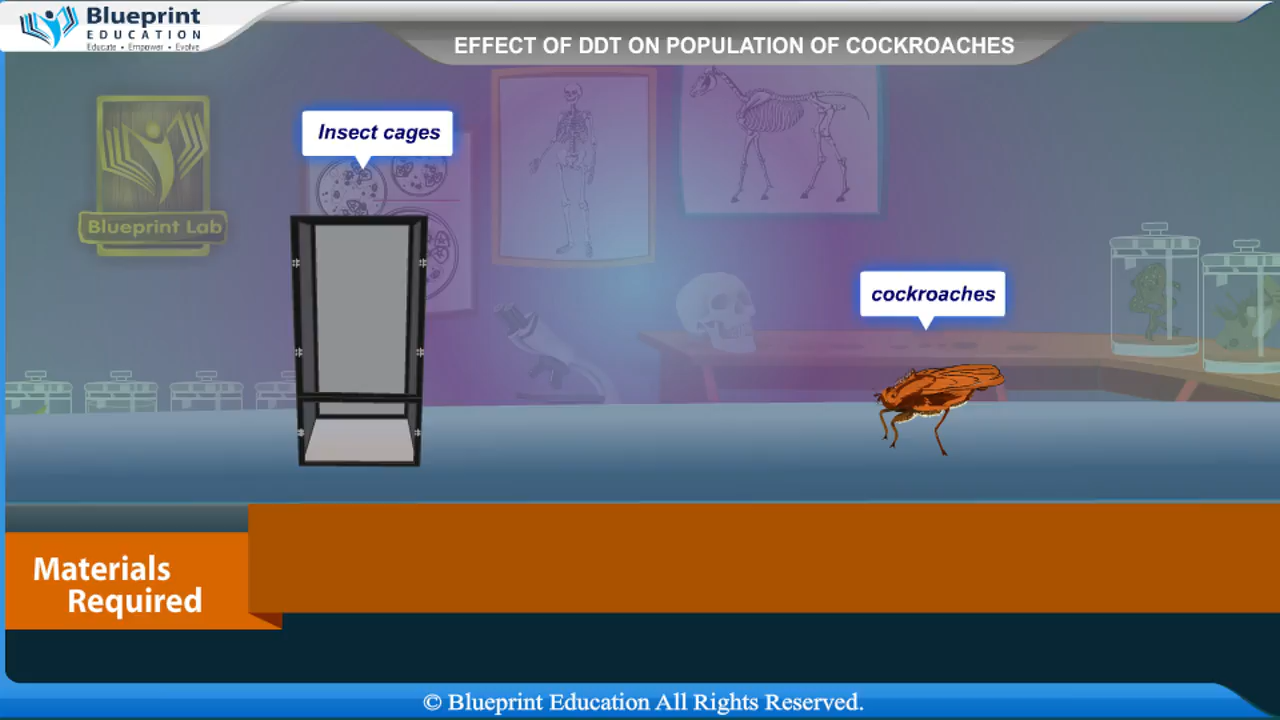 Blueprint
EDUCATION
Educate • Empower • Evolve
EFFECT OF DDT ON POPULATION OF COCKROACHES
Insect cages
Blueprint Lab
cockroaches
Materials
Required
© Blueprint Education All Rights Reserved.